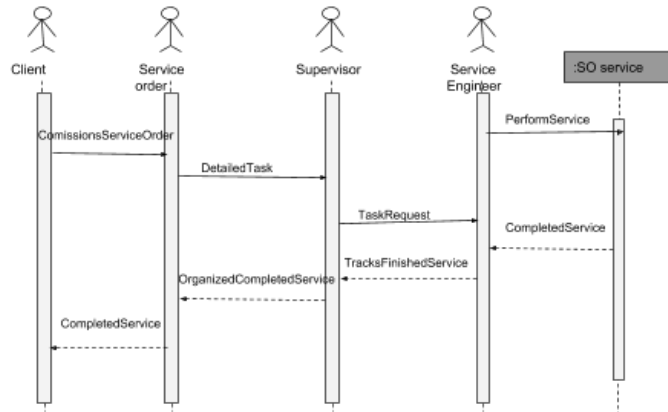 Client
Service
order
Supervisor
Service
Engineer
:SO service
PerformService
ComissionsServiceOrder
DetailedTask
TaskRequest
CompletedService
TracksFinishedService
OrganizedCompletedService
CompletedService